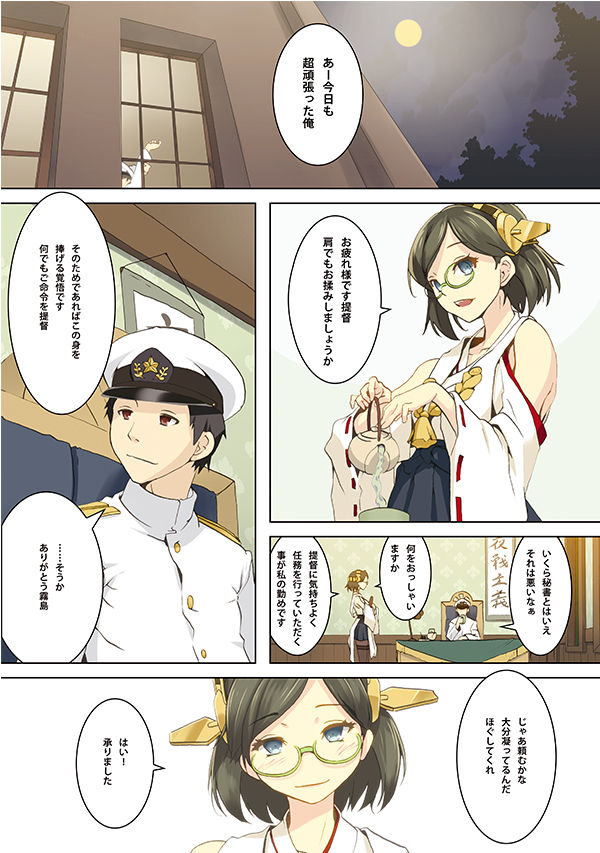 あー今日も
超頑張った俺
お疲れ様です提督
肩でもお揉みしましょうか
いくら秘書とはいえ
それは悪いなぁ
何をおっしゃい
ますか
提督に気持ちよく
任務を行っていただく
事が私の勤めです
夜戦主義
そのためであればこの身を
捧げる覚悟です
何でもご命令を提督
……そうか
ありがとう霧島
じゃあ頼むかな
大分凝ってるんだ
ほぐしてくれ
はい！
承りました